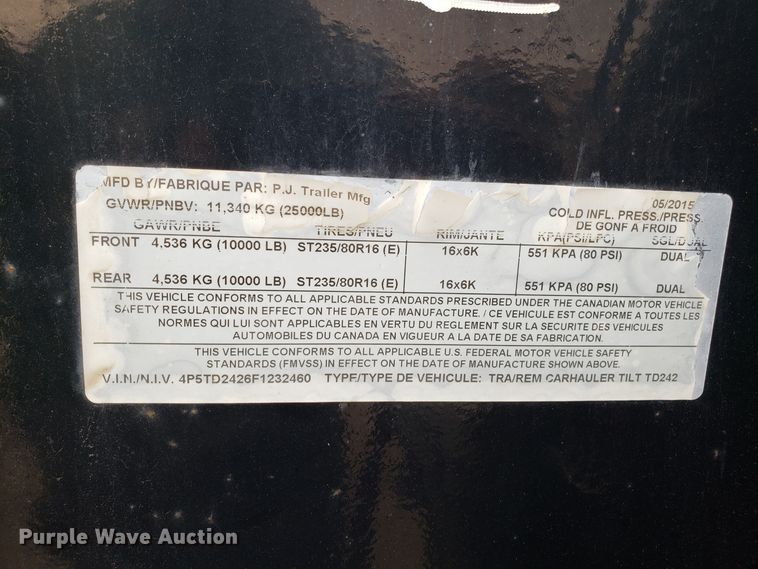 MFD BY/FABRIQUE PAR: P.J. Trailer Mfg 05/2015
GVWR/PNBV: 11,340 KG (25000LB) COLD INFL. PRESS./PRESS.
DE GONF A FROID
GAWR/PNBE TIRES/PNEU RIM/JANTE KPA(PSI/LPC) SGL/DUAL
FRONT 4,536 KG (10000 LB) ST235/80R16 (E) 16x6K 551 KPA (80 PSI) DUAL
REAR 4,536 KG (10000 LB) ST235/80R16 (E) 16x6K 551 KPA (80 PSI) DUAL
THIS VEHICLE CONFORMS TO ALL APPLICABLE STANDARDS PRESCRIBED UNDER THE CANADIAN MOTOR VEHICLE
SAFETY REGULATIONS IN EFFECT ON THE DATE OF MANUFACTURE. / CE VEHICULE EST CONFORME A TOUTES LES
NORMES QUI LUI SONT APPLICABLES EN VERTU DU REGLEMENT SUR LA SECURITE DES VEHICULES
AUTOMOBILES DU CANADA EN VIGUEUR A LA DATE DE SA FABRICATION.
THIS VEHICLE CONFORMS TO ALL APPLICABLE U.S. FEDERAL MOTOR VEHICLE SAFETY
STANDARDS (FMVSS) IN EFFECT ON THE DATE OF MANUFACTURE SHOWN ABOVE.
V.I.N./N.I.V. 4P5TD2426F1232460 TYPE/TYPE DE VEHICULE: TRA/REM CARHAULER TILT TD242
Purple Wave Auction